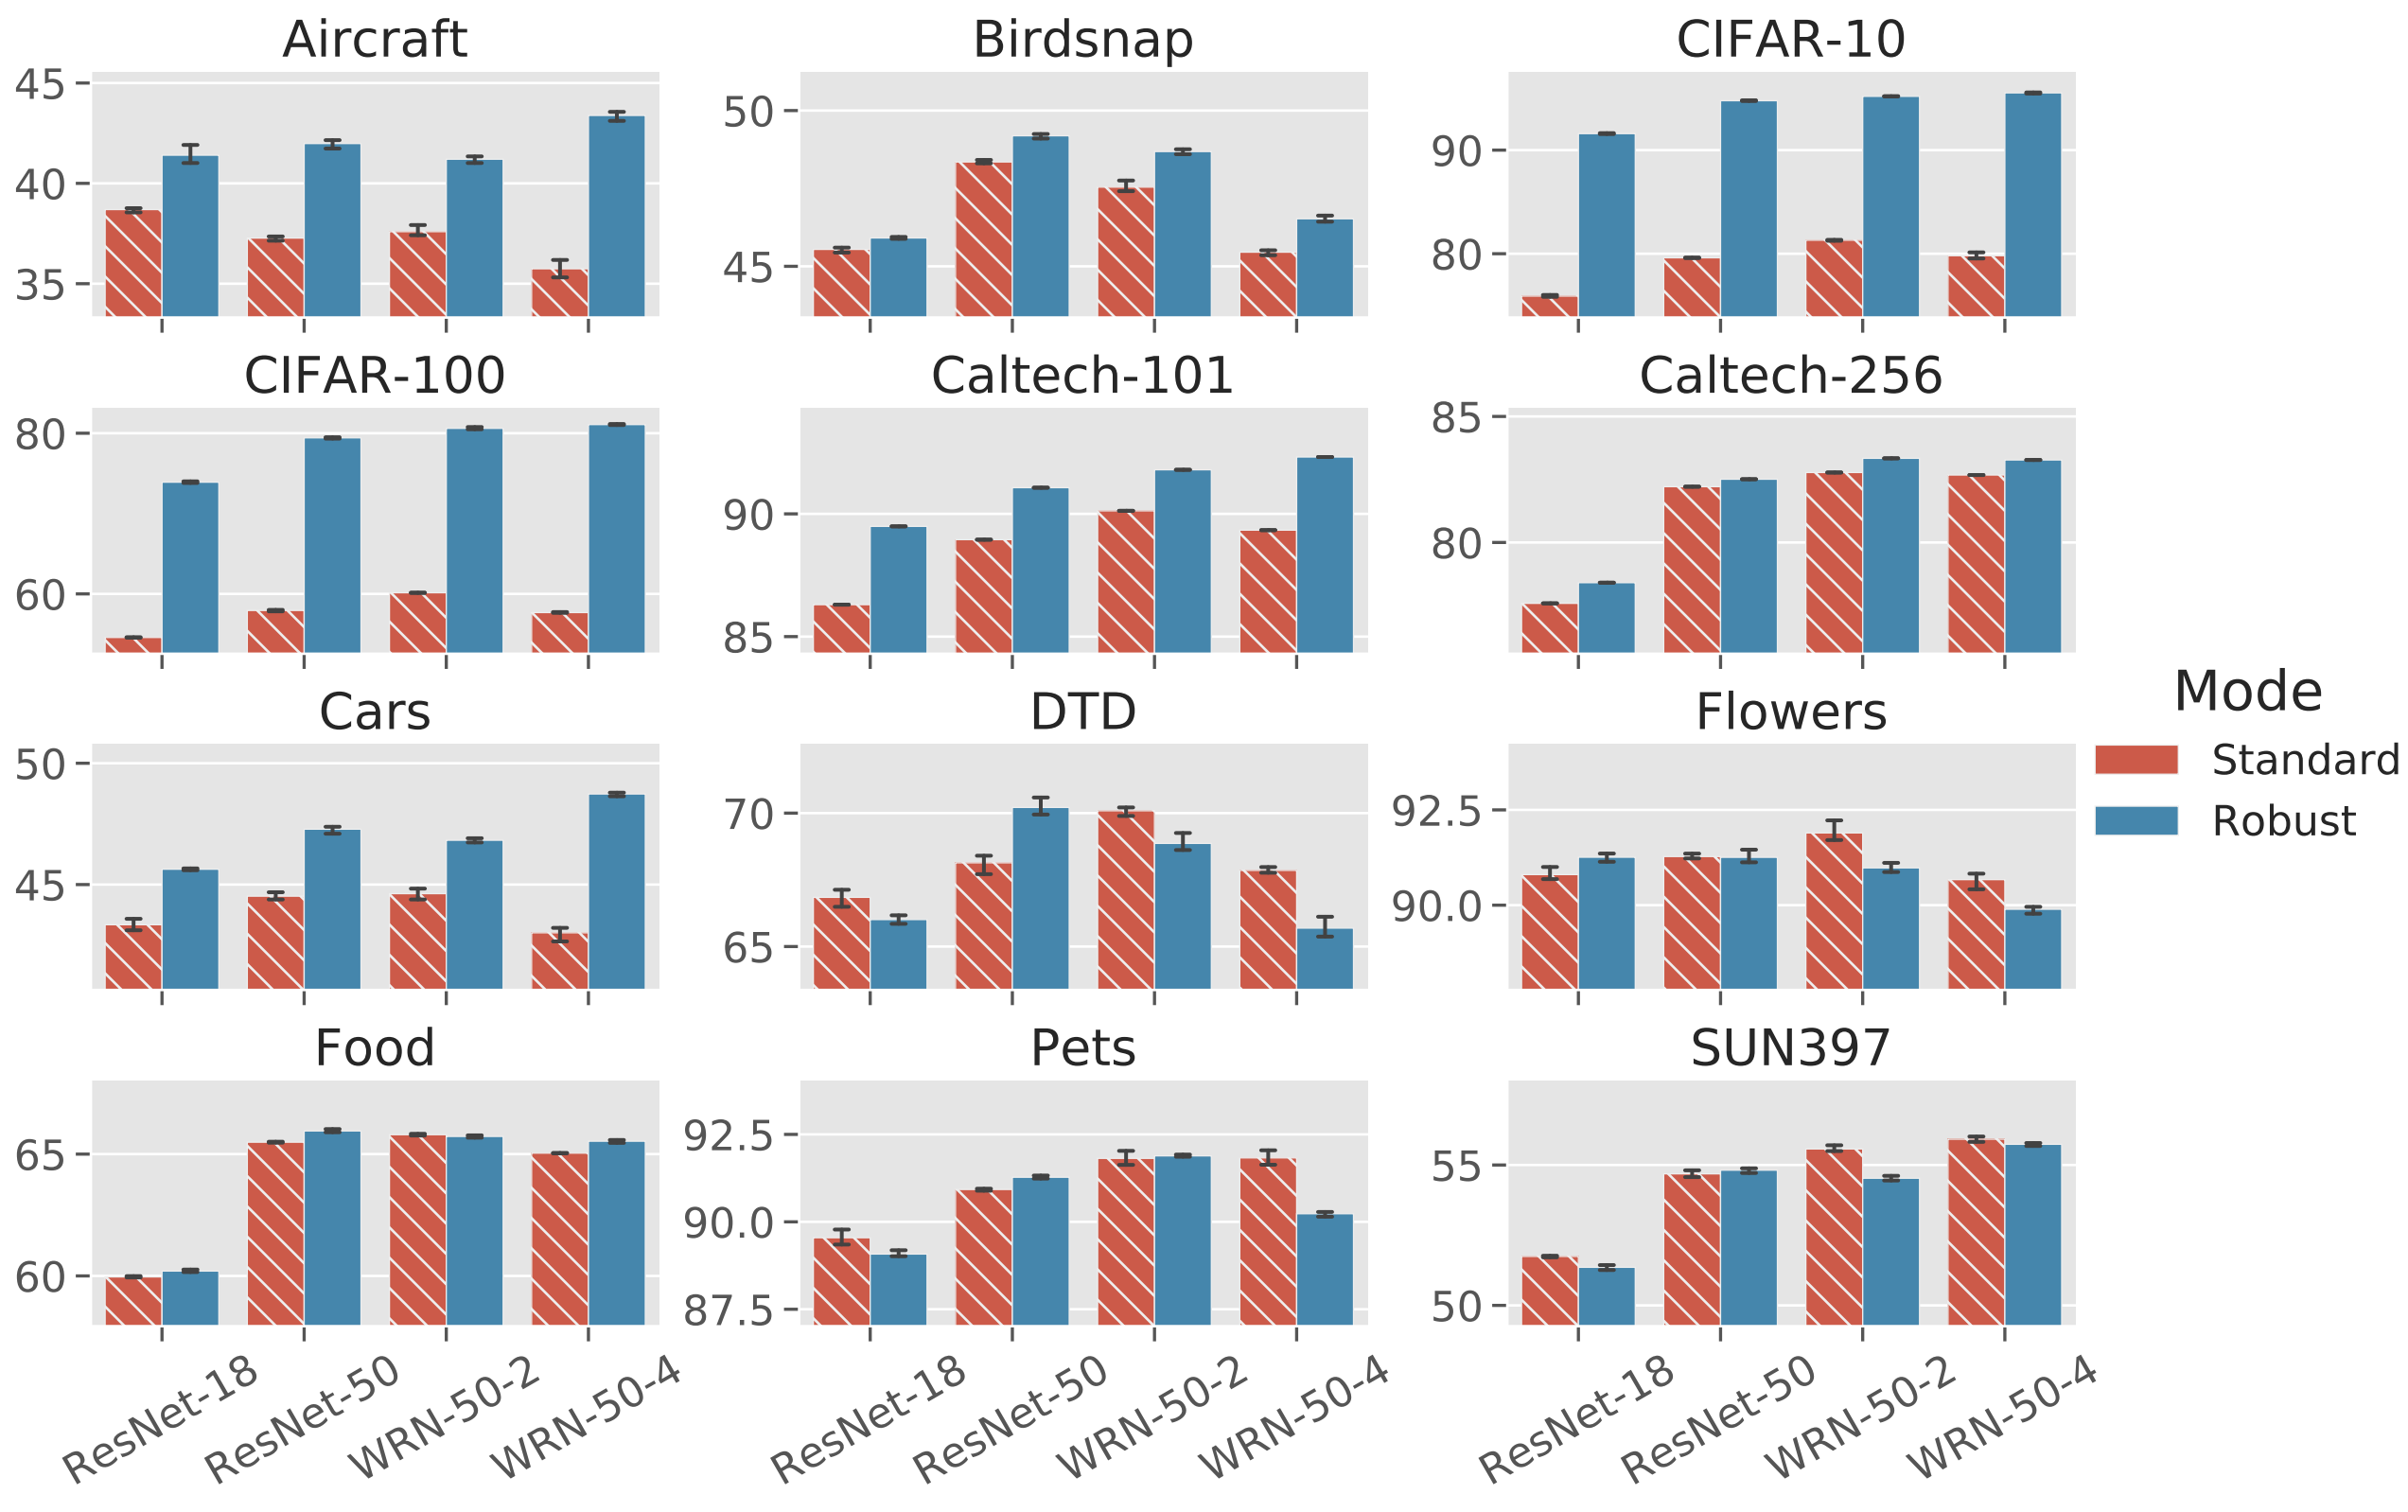 Aircraft
45
40
35
Birdsnap
50
45
CIFAR-10
90
80
CIFAR-100
80
60
Caltech-101
90
85
Caltech-256
85
80
Cars
50
45
DTD
70
65
Flowers
92.5
90.0
Mode
Standard
Robust
Food
65
60
Pets
92.5
90.0
87.5
SUN397
55
50
ResNet-18
ResNet-50
WRN-50-2
WRN-50-4
ResNet-18
ResNet-50
WRN-50-2
WRN-50-4
ResNet-18
ResNet-50
WRN-50-2
WRN-50-4